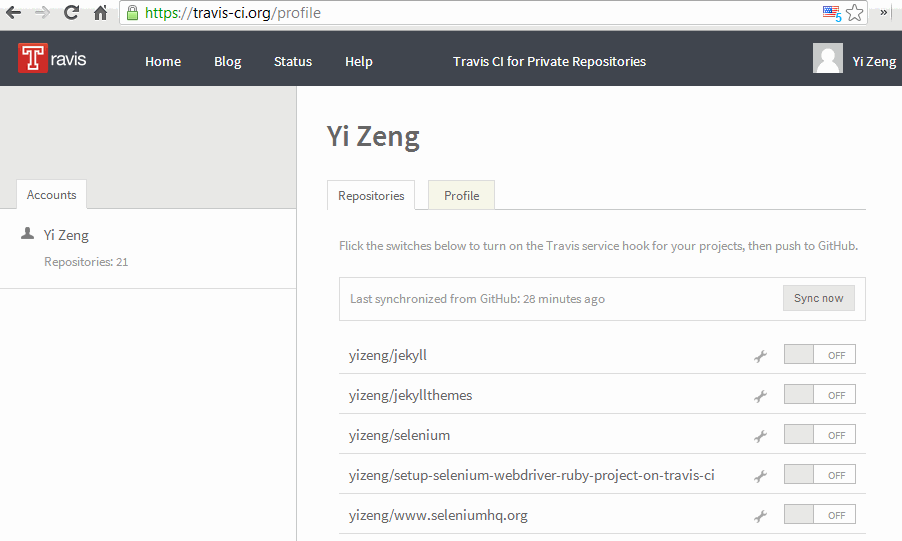 https://travis-ci.org/profile
5
»
Travis
Home Blog Status Help Travis CI for Private Repositories Yi Zeng
Yi Zeng
Accounts
Repositories Profile
Yi Zeng
Repositories: 21
Flick the switches below to turn on the Travis service hook for your projects, then push to GitHub.
Last synchronized from GitHub: 28 minutes ago Sync now
yizeng/jekyll OFF
yizeng/jekyllthemes OFF
yizeng/selenium OFF
yizeng/setup-selenium-webdriver-ruby-project-on-travis-ci OFF
yizeng/www.seleniumhq.org OFF